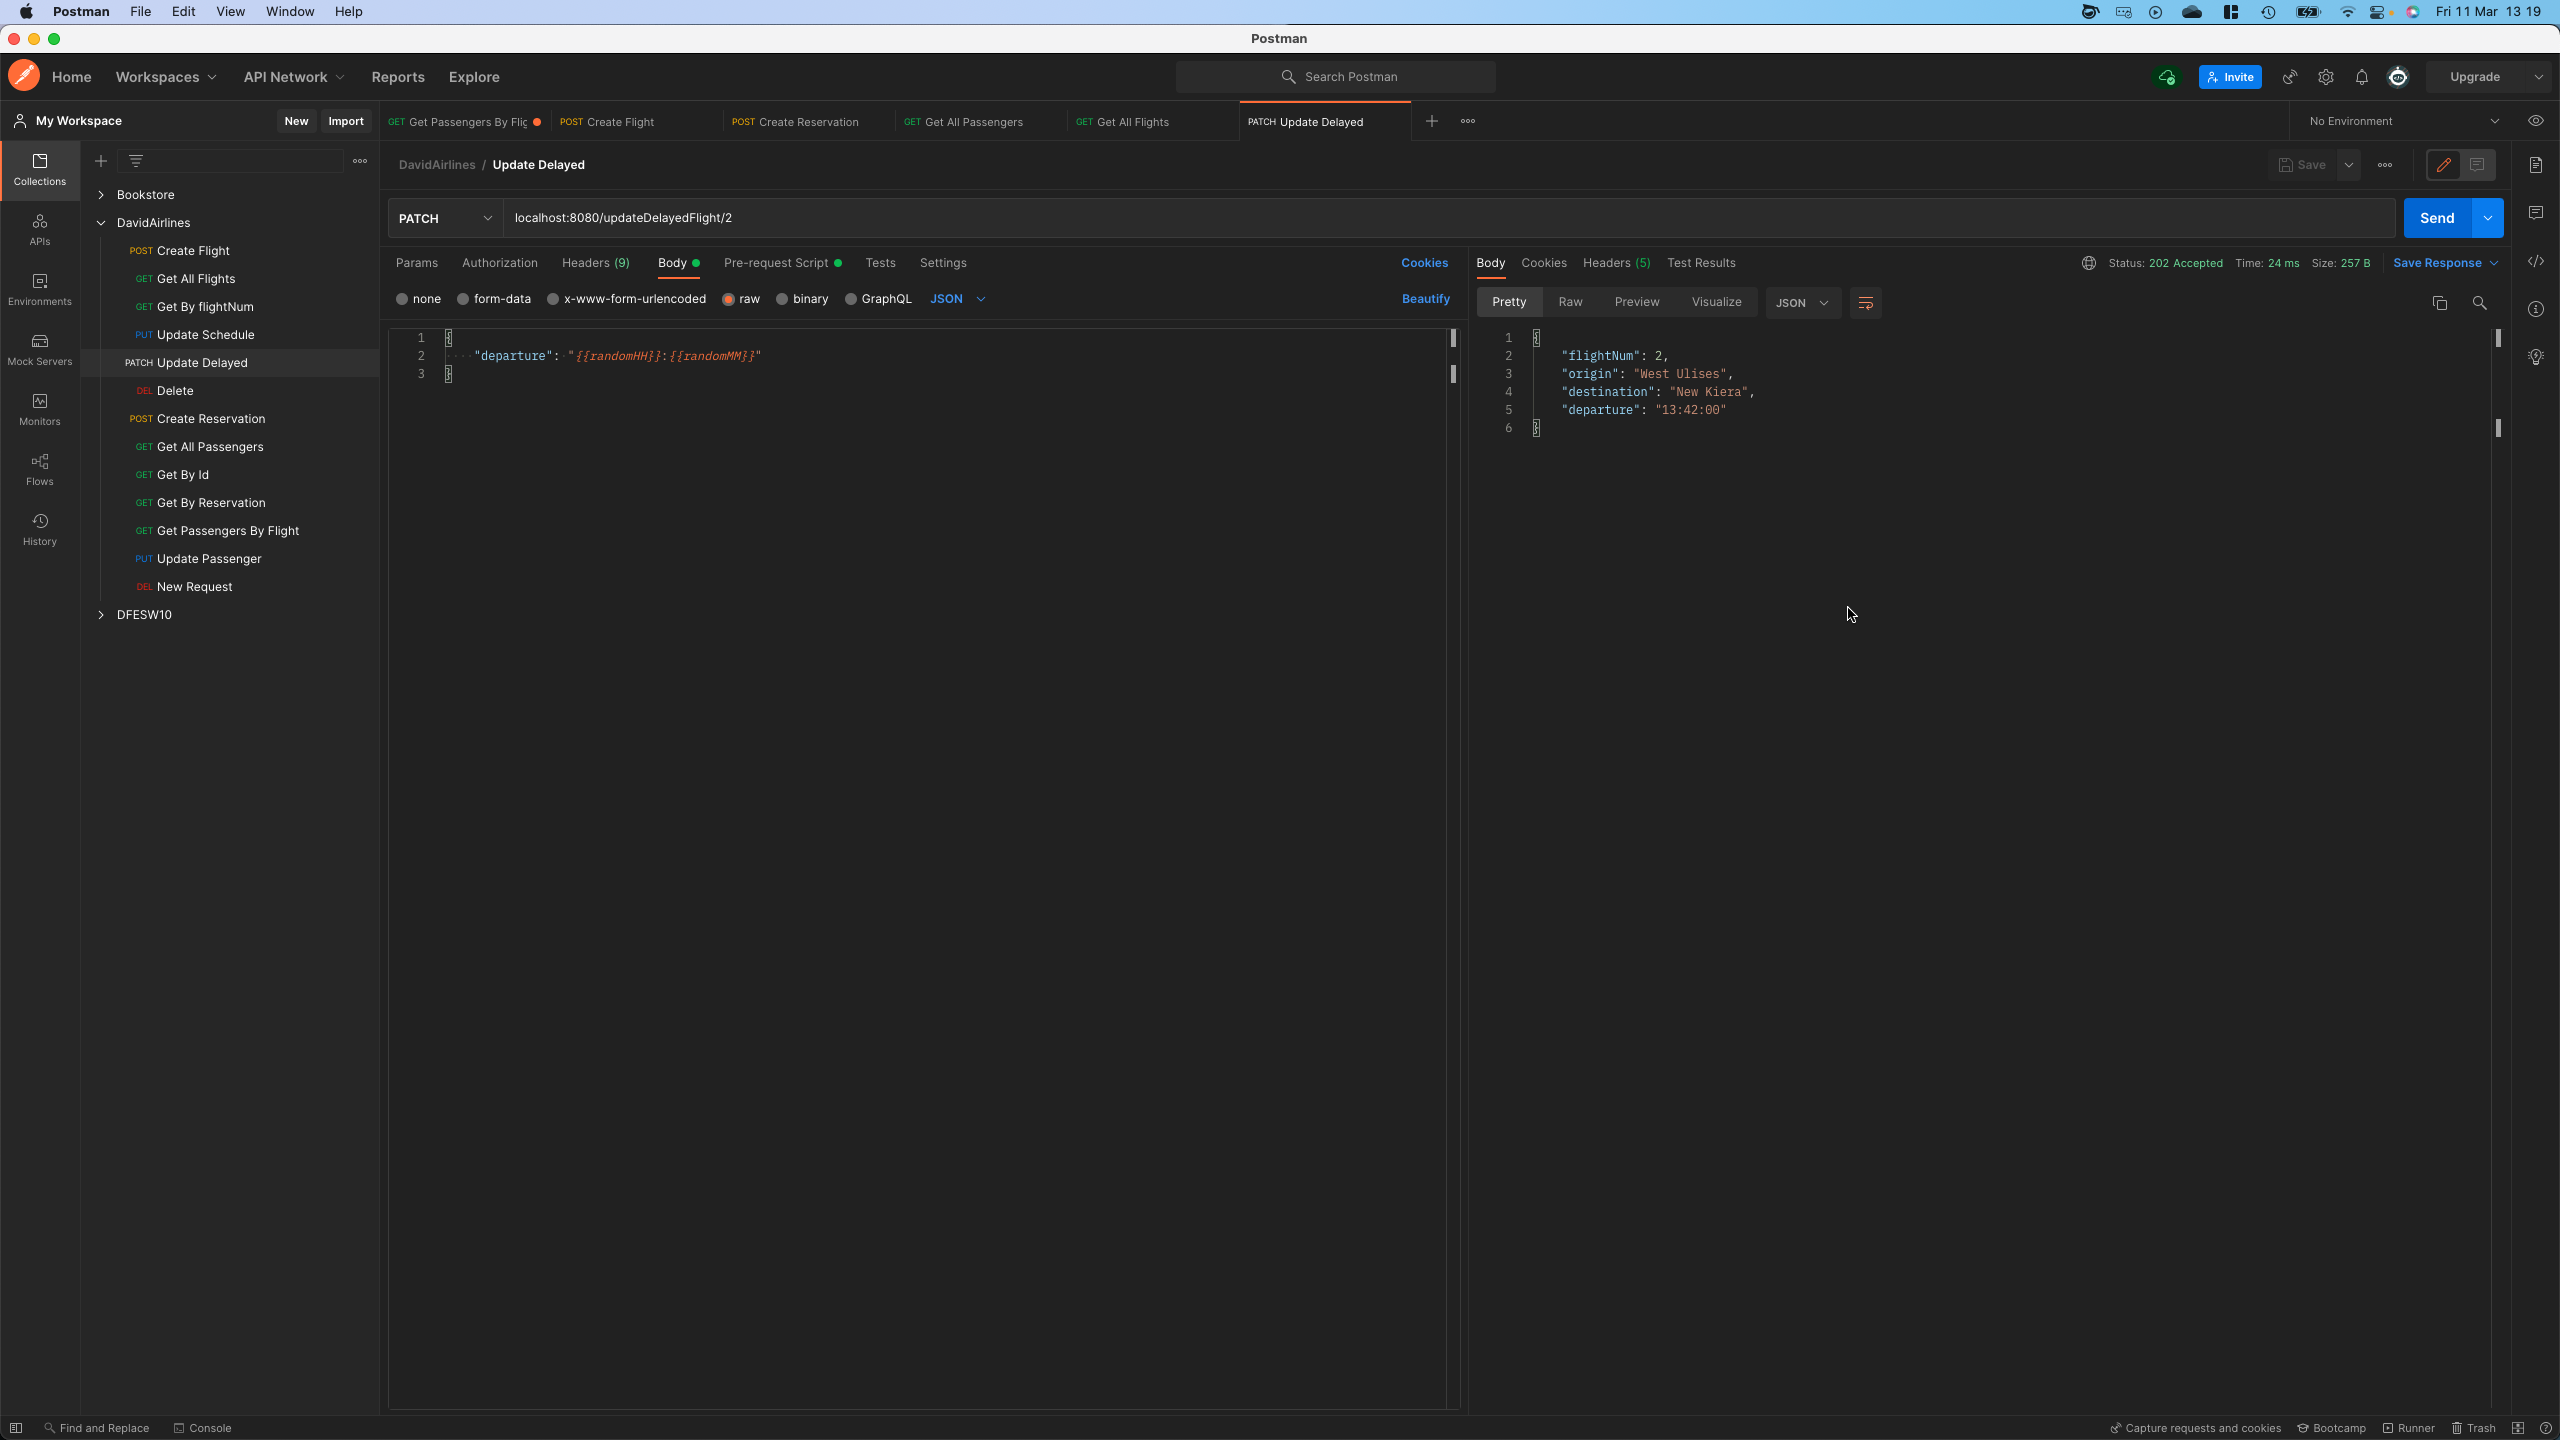 Postman File Edit View Window Help Fri 11 Mar 13 19
Postman
Home Workspaces API Network Reports Explore Search Postman Invite Upgrade
My Workspace New Import
GET Get Passengers By Flig POST Create Flight POST Create Reservation GET Get All Passengers GET Get All Flights PATCH Update Delayed No Environment
DavidAirlines / Update Delayed Save
PATCH localhost:8080/updateDelayedFlight/2 Send
Params Authorization Headers (9) Body Pre-request Script Tests Settings Cookies
none form-data x-www-form-urlencoded raw binary GraphQL JSON Beautify
1 {
2 ····"departure":·"{{randomHH}}:{{randomMM}}"
3 }
Body Cookies Headers (5) Test Results Status: 202 Accepted Time: 24 ms Size: 257 B Save Response
Pretty Raw Preview Visualize JSON
1 {
2 "flightNum": 2,
3 "origin": "West Ulises",
4 "destination": "New Kiera",
5 "departure": "13:42:00"
6 }
Collections
APIs
Environments
Mock Servers
Monitors
Flows
History
Bookstore
DavidAirlines
POST Create Flight
GET Get All Flights
GET Get By flightNum
PUT Update Schedule
PATCH Update Delayed
DEL Delete
POST Create Reservation
GET Get All Passengers
GET Get By Id
GET Get By Reservation
GET Get Passengers By Flight
PUT Update Passenger
DEL New Request
DFESW10
Find and Replace Console Capture requests and cookies Bootcamp Runner Trash